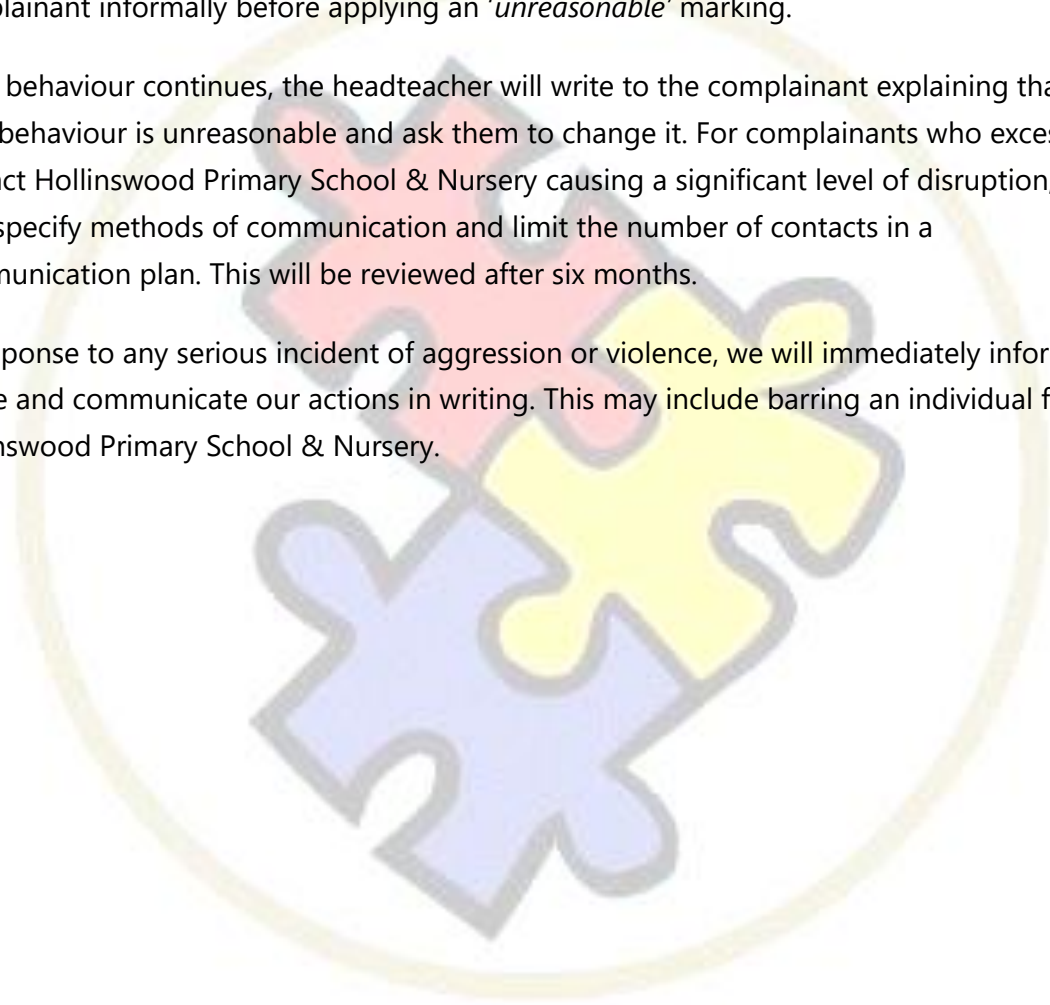 plainant informally before applying an 'unreasonable' marking.
behaviour continues, the headteacher will write to the complainant explaining tha
behaviour is unreasonable and ask them to change it. For complainants who exces
ct Hollinswood Primary School & Nursery causing a significant level of disruption,
specify methods of communication and limit the number of contacts in a
munication plan. This will be reviewed after six months.
ponse to any serious incident of aggression or violence, we will immediately infor
e and communicate our actions in writing. This may include barring an individual f
nswood Primary School & Nursery.